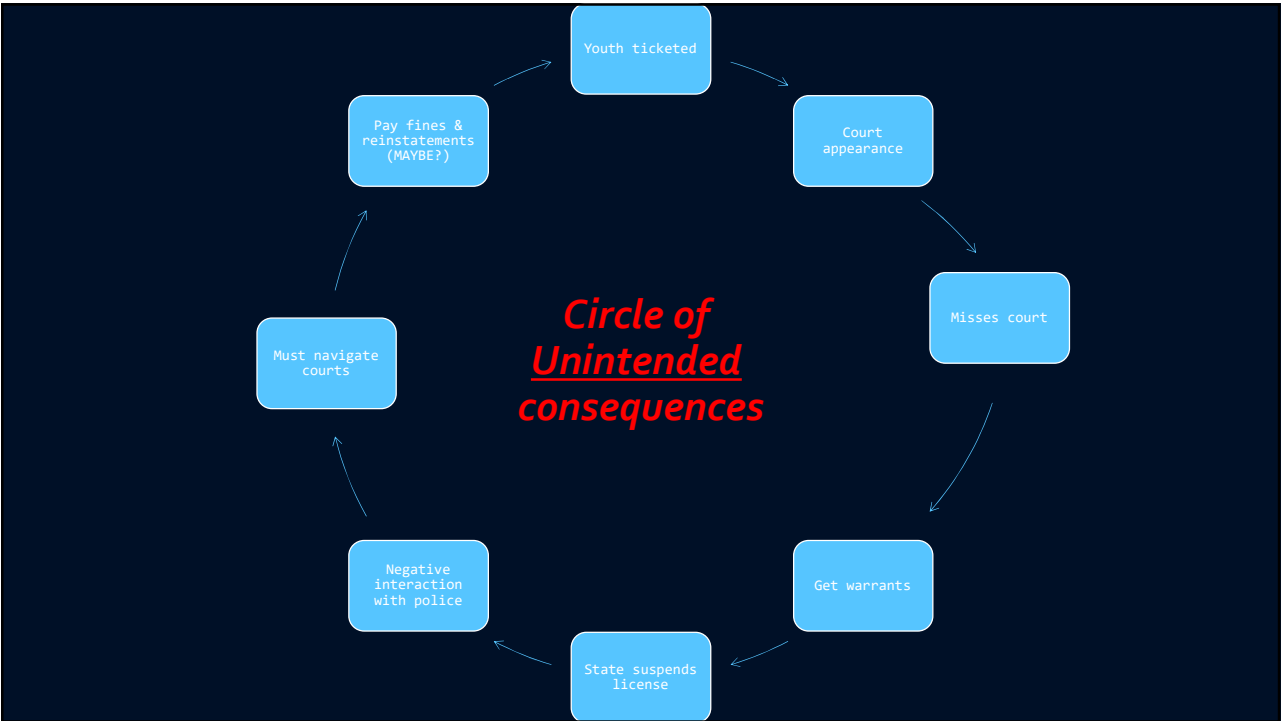 Youth ticketed
Court
appearance
Misses court
Get warrants
State suspends
license
Negative
interaction
with police
Must navigate
courts
Pay fines &
reinstatements
(MAYBE?)
Circle of
Unintended
consequences